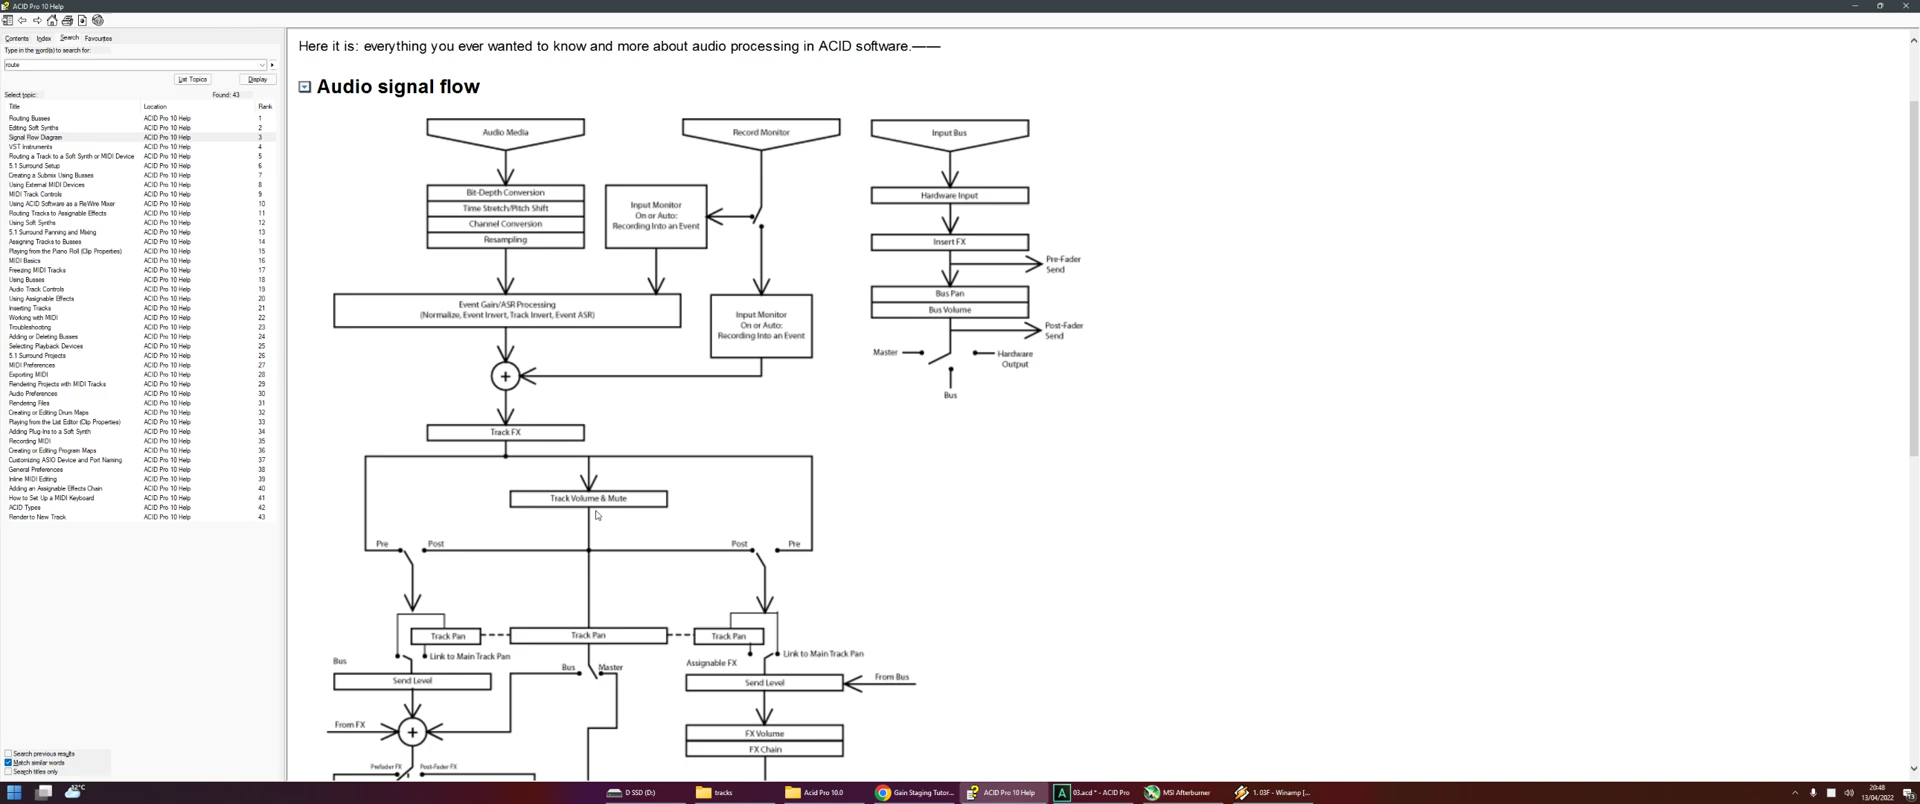 ACID Pro 10 Help
Contents Index Search Favourites
Type in the word(s) to search for:
route
List Topics Display
Select topic: Found: 43
Title Location Rank
Routing Busses ACID Pro 10 Help 1
Editing Soft Synths ACID Pro 10 Help 2
Signal Flow Diagram ACID Pro 10 Help 3
VST Instruments ACID Pro 10 Help 4
Routing a Track to a Soft Synth or MIDI Device ACID Pro 10 Help 5
5.1 Surround Setup ACID Pro 10 Help 6
Creating a Submix Using Busses ACID Pro 10 Help 7
Using External MIDI Devices ACID Pro 10 Help 8
MIDI Track Controls ACID Pro 10 Help 9
Using ACID Software as a ReWire Mixer ACID Pro 10 Help 10
Routing Tracks to Assignable Effects ACID Pro 10 Help 11
Using Soft Synths ACID Pro 10 Help 12
5.1 Surround Panning and Mixing ACID Pro 10 Help 13
Assigning Tracks to Busses ACID Pro 10 Help 14
Playing from the Piano Roll (Clip Properties) ACID Pro 10 Help 15
MIDI Basics ACID Pro 10 Help 16
Freezing MIDI Tracks ACID Pro 10 Help 17
Using Busses ACID Pro 10 Help 18
Audio Track Controls ACID Pro 10 Help 19
Using Assignable Effects ACID Pro 10 Help 20
Inserting Tracks ACID Pro 10 Help 21
Working with MIDI ACID Pro 10 Help 22
Troubleshooting ACID Pro 10 Help 23
Adding or Deleting Busses ACID Pro 10 Help 24
Selecting Playback Devices ACID Pro 10 Help 25
5.1 Surround Projects ACID Pro 10 Help 26
MIDI Preferences ACID Pro 10 Help 27
Exporting MIDI ACID Pro 10 Help 28
Rendering Projects with MIDI Tracks ACID Pro 10 Help 29
Audio Preferences ACID Pro 10 Help 30
Rendering Files ACID Pro 10 Help 31
Creating or Editing Drum Maps ACID Pro 10 Help 32
Playing from the List Editor (Clip Properties) ACID Pro 10 Help 33
Adding Plug-Ins to a Soft Synth ACID Pro 10 Help 34
Recording MIDI ACID Pro 10 Help 35
Creating or Editing Program Maps ACID Pro 10 Help 36
Customizing ASIO Device and Port Naming ACID Pro 10 Help 37
General Preferences ACID Pro 10 Help 38
Inline MIDI Editing ACID Pro 10 Help 39
Adding an Assignable Effects Chain ACID Pro 10 Help 40
How to Set Up a MIDI Keyboard ACID Pro 10 Help 41
ACID Types ACID Pro 10 Help 42
Render to New Track ACID Pro 10 Help 43
Search previous results
Match similar words
Search titles only
Here it is: everything you ever wanted to know and more about audio processing in ACID software.——
Audio signal flow
Audio Media Record Monitor Input Bus
Bit-Depth Conversion
Time Stretch/Pitch Shift
Channel Conversion
Resampling
Input Monitor
On or Auto:
Recording Into an Event
Hardware Input
Insert FX
Pre-Fader
Send
Bus Pan
Bus Volume
Post-Fader
Send
Master
Hardware
Output
Bus
Event Gain/ASR Processing
(Normalize, Event Invert, Track Invert, Event ASR)
Input Monitor
On or Auto:
Recording Into an Event
+
Track FX
Track Volume & Mute
Pre Post Post Pre
Track Pan Track Pan Track Pan
Link to Main Track Pan Link to Main Track Pan
Bus Bus Master Assignable FX
Send Level Send Level From Bus
From FX +
FX Volume
FX Chain
Prefader FX Post-Fader FX
12°C
D SSD (D:) tracks Acid Pro 10.0 Gain Staging Tutor... ACID Pro 10 Help 03.acd * - ACID Pro MSI Afterburner 1. 03F - Winamp [...
20:48
13/04/2022